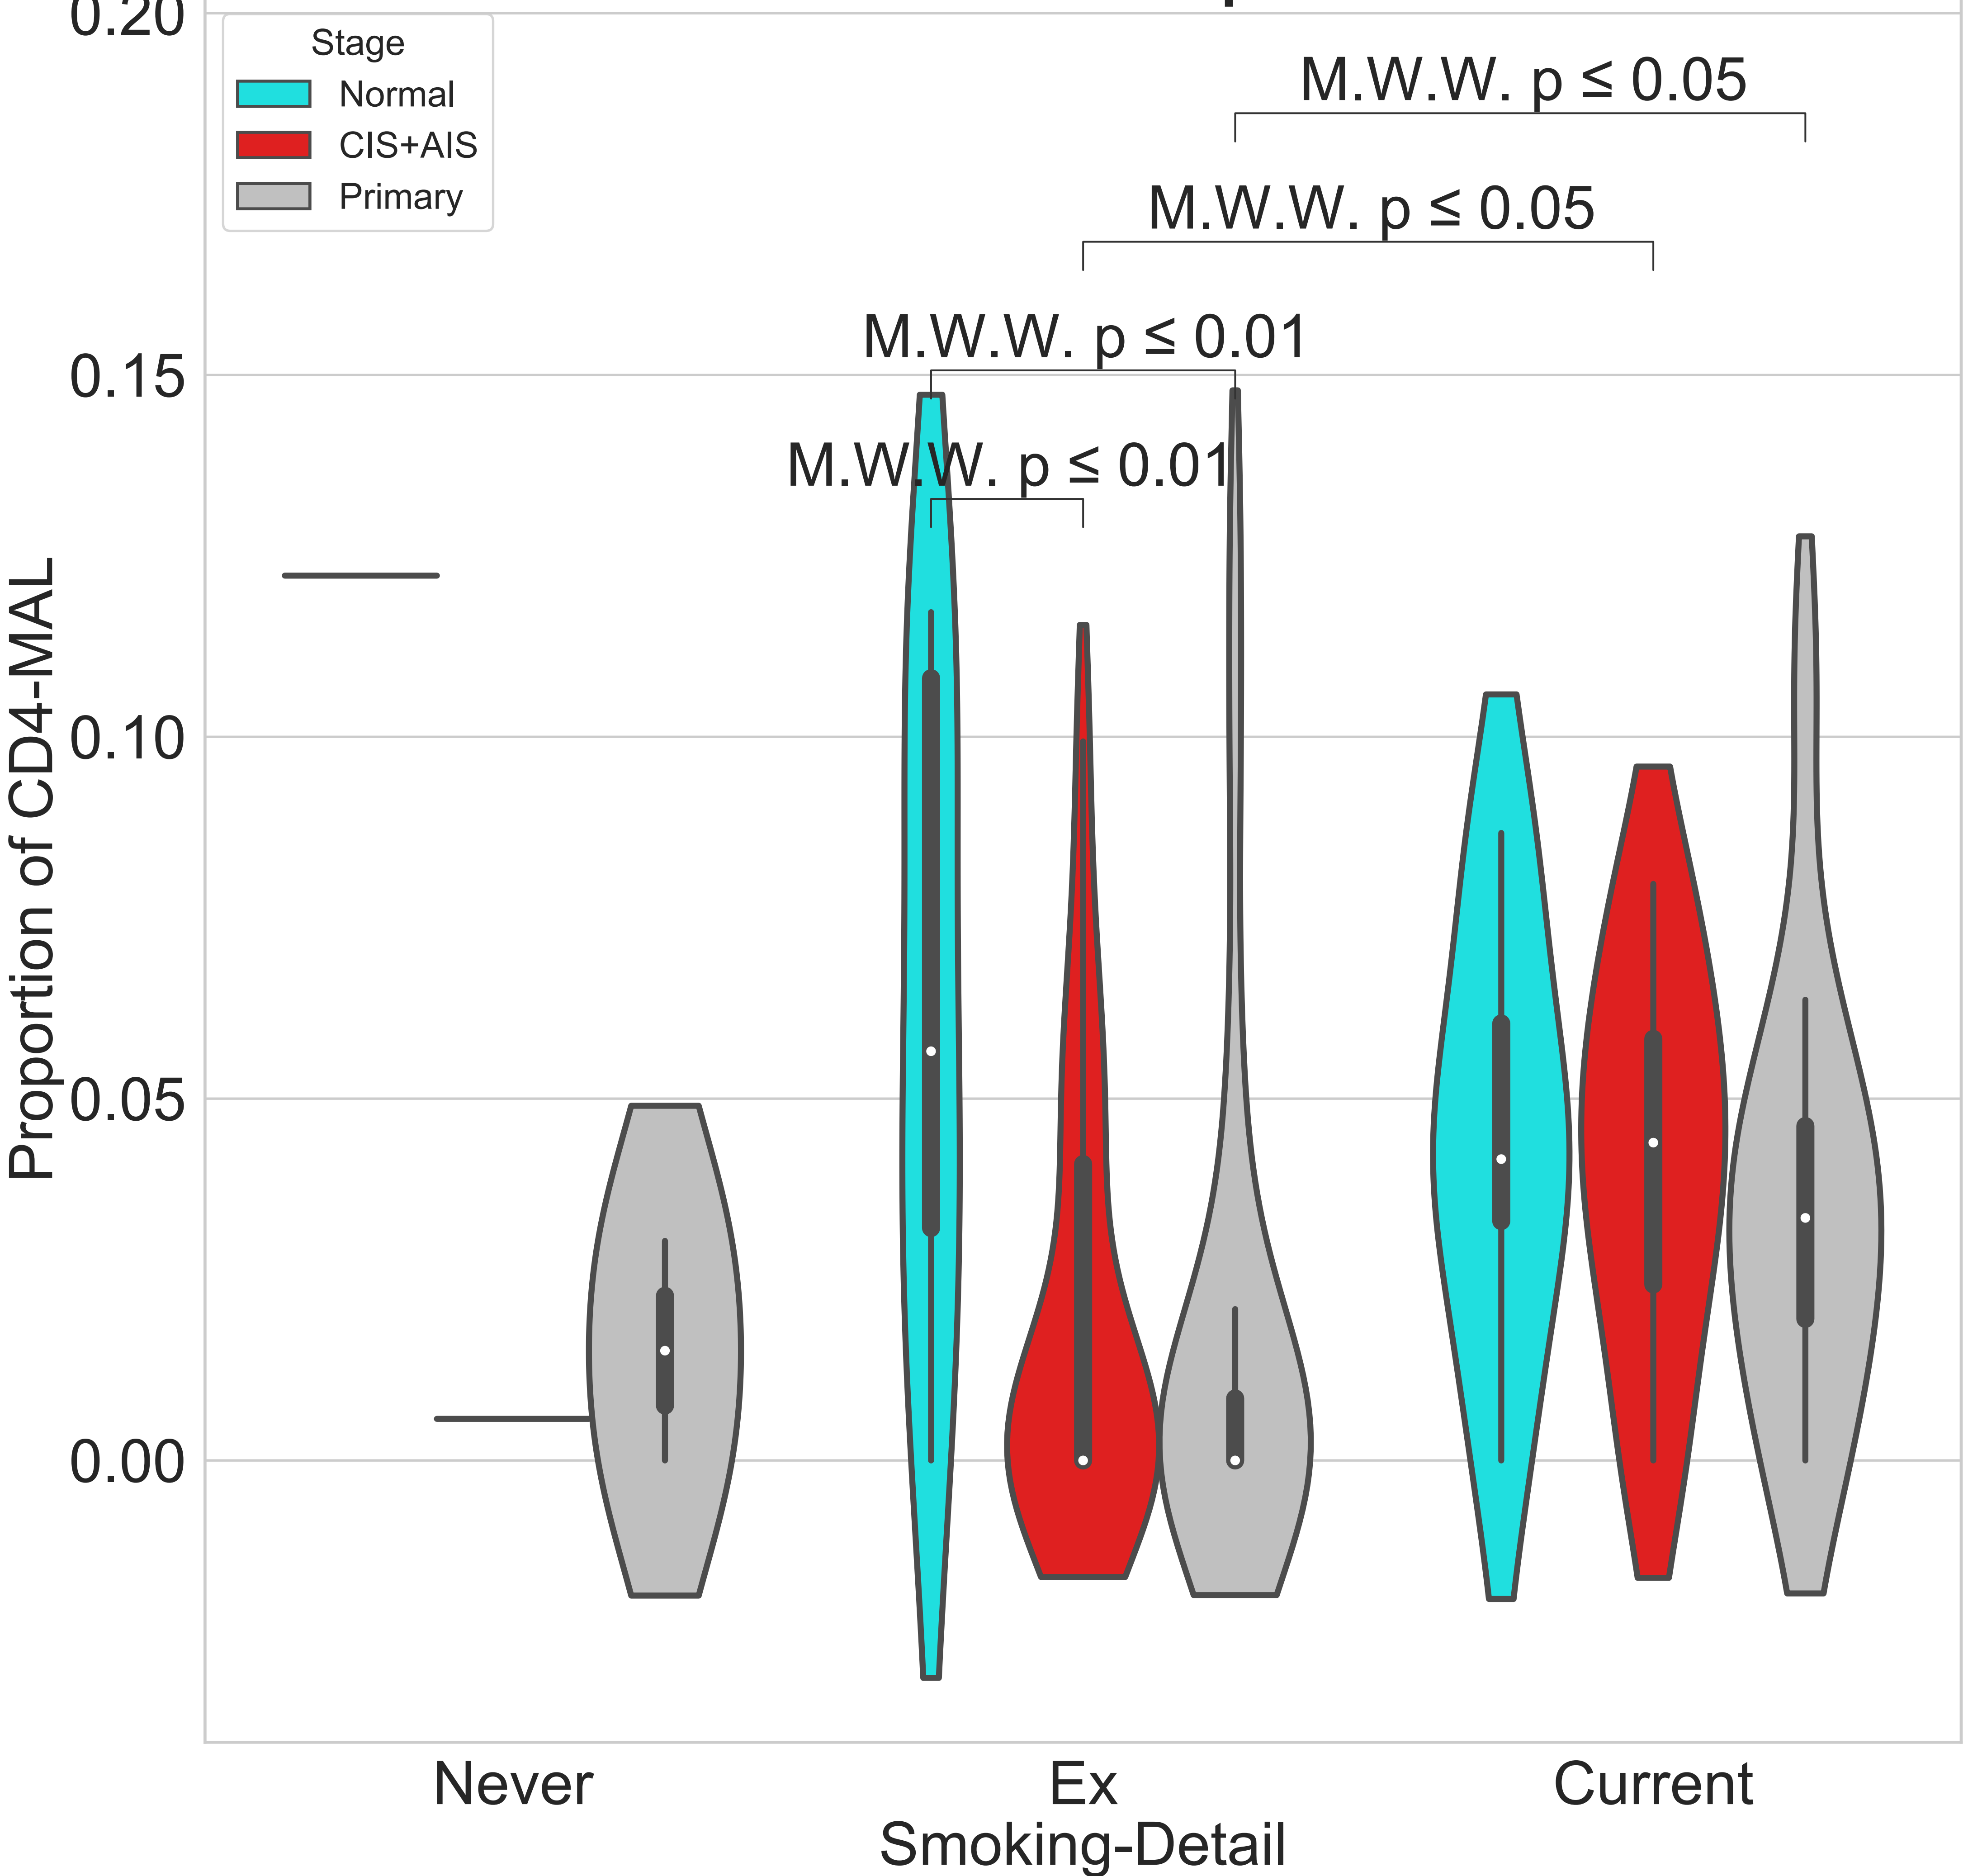 0.20
Stage
Normal
CIS+AIS
Primary
M.W.W. p ≤ 0.05
M.W.W. p ≤ 0.05
M.W.W. p ≤ 0.01
0.15
M.W.W. p ≤ 0.01
Proportion of CD4-MAL
0.10
0.05
0.00
Never
Ex
Current
Smoking-Detail